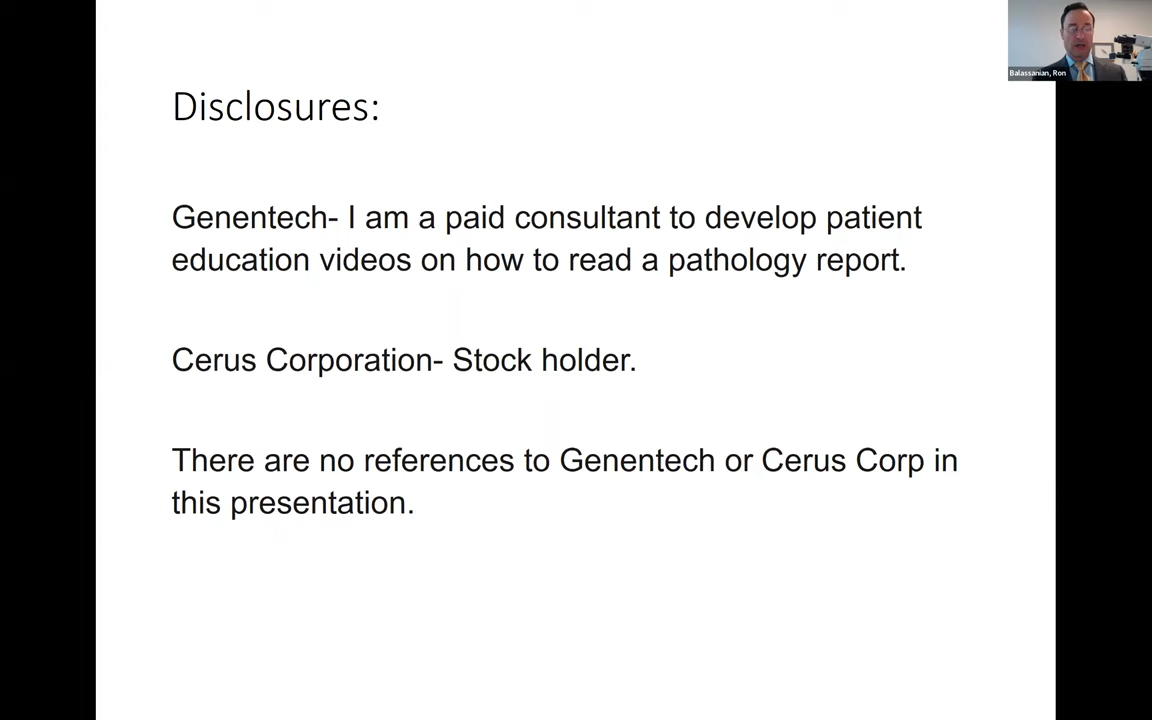 Balassanian, Ron
Disclosures:
Genentech- I am a paid consultant to develop patient
education videos on how to read a pathology report.
Cerus Corporation- Stock holder.
There are no references to Genentech or Cerus Corp in
this presentation.